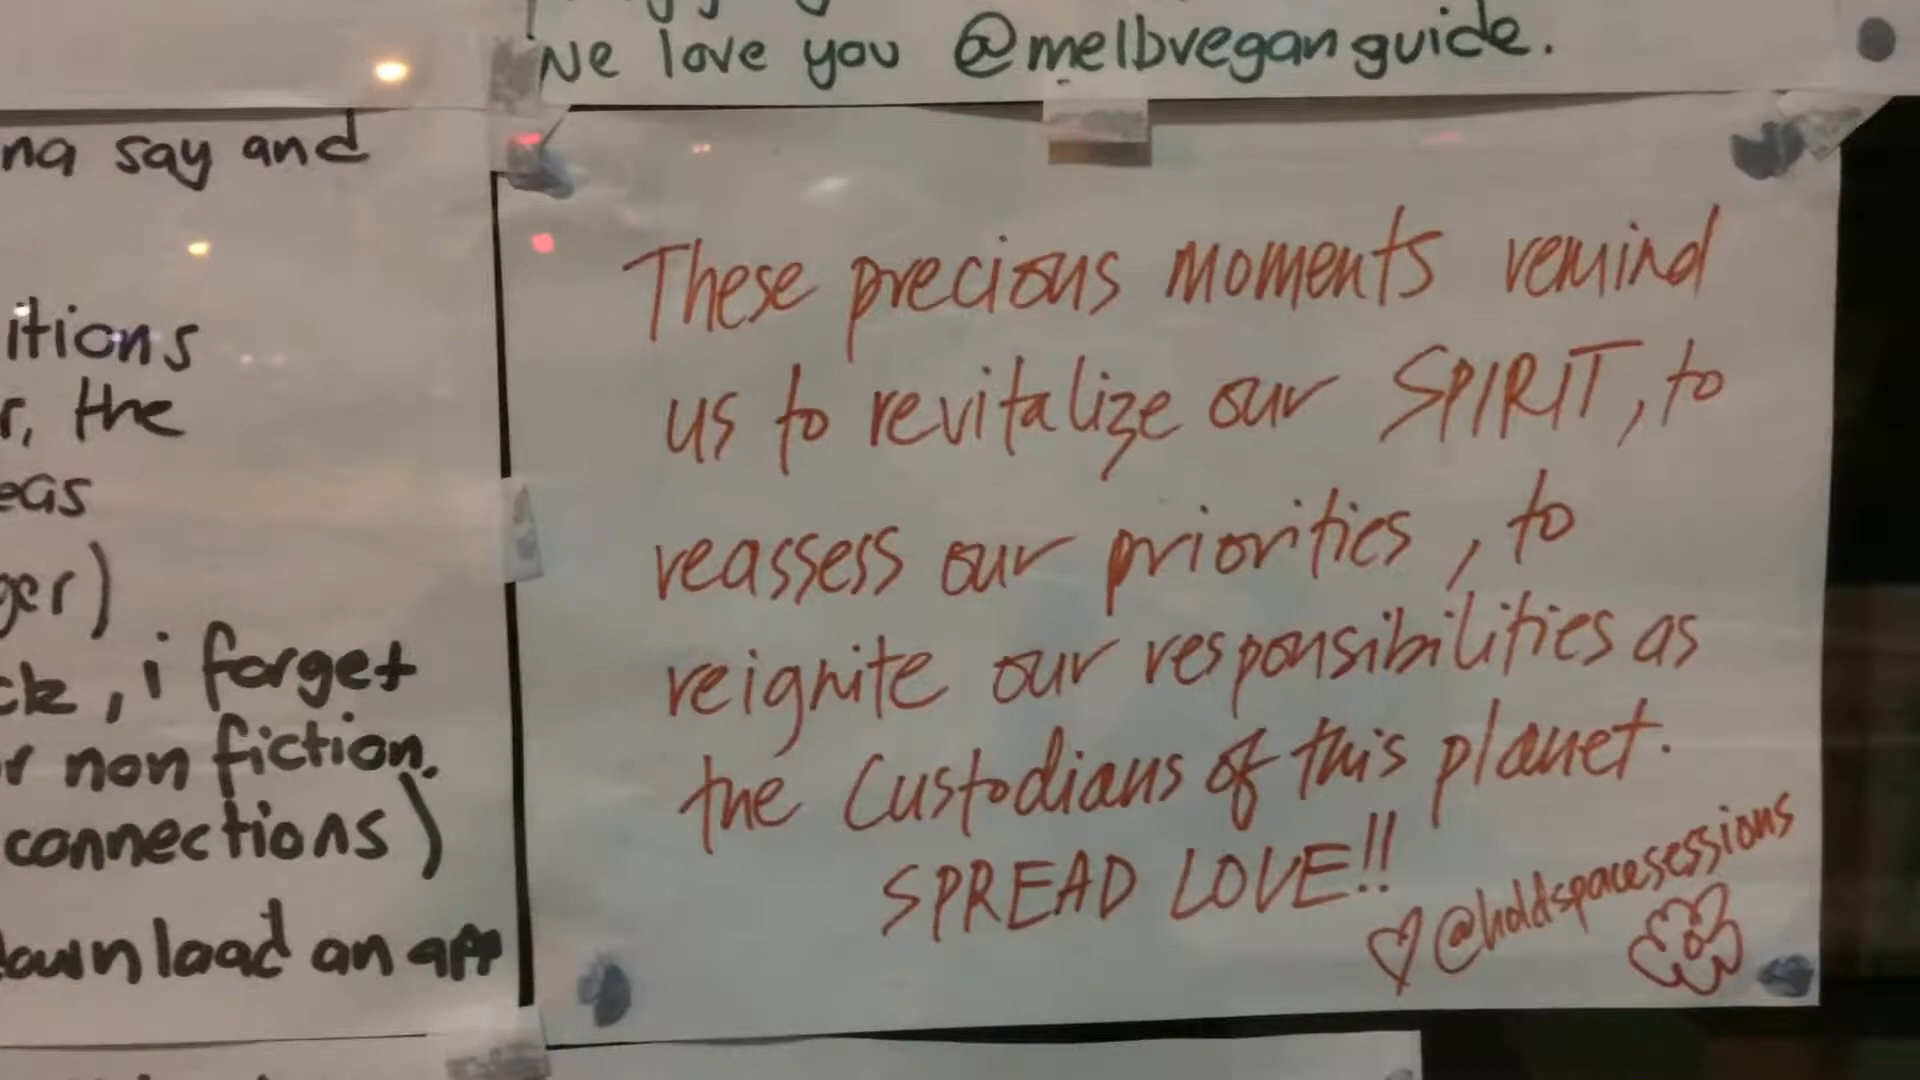 We love you @melbveganguide.
na say and
itions
r, the
eas
ger)
ck, i forget
or non fiction.
connections)
download an app
These precious moments remind
us to revitalize our SPIRIT, to
reassess our priorities, to
reignite our responsibilities as
the Custodians of this planet.
SPREAD LOVE!!
@holdspacesessions